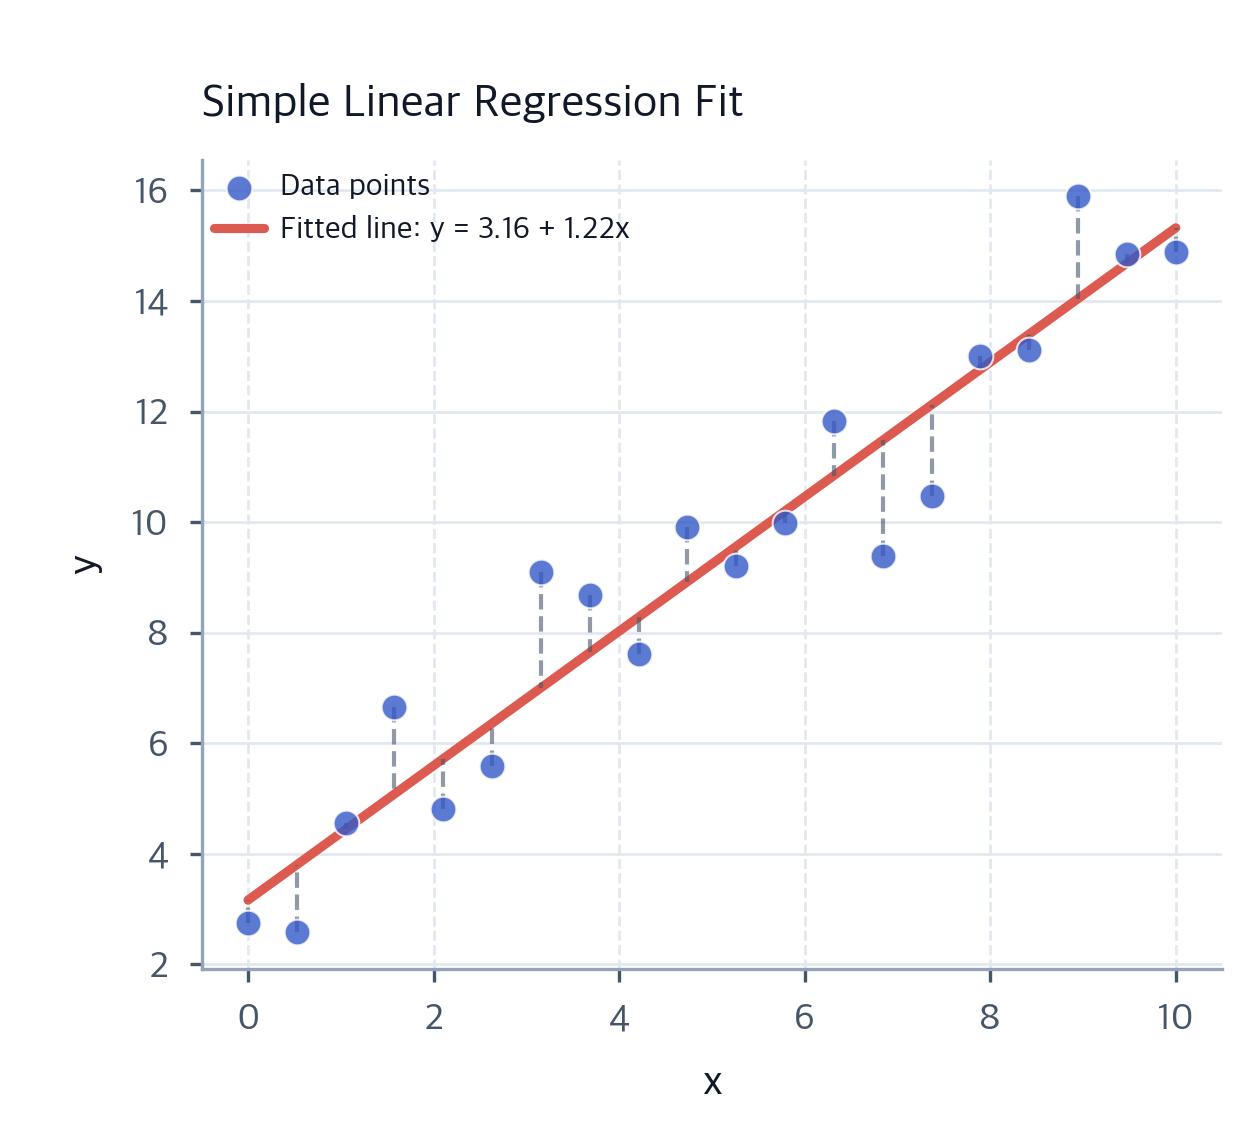 Simple Linear Regression Fit
Data points
Fitted line: y = 3.16 + 1.22x
16
14
12
10
8
6
4
2
y
0 2 4 6 8 10
x